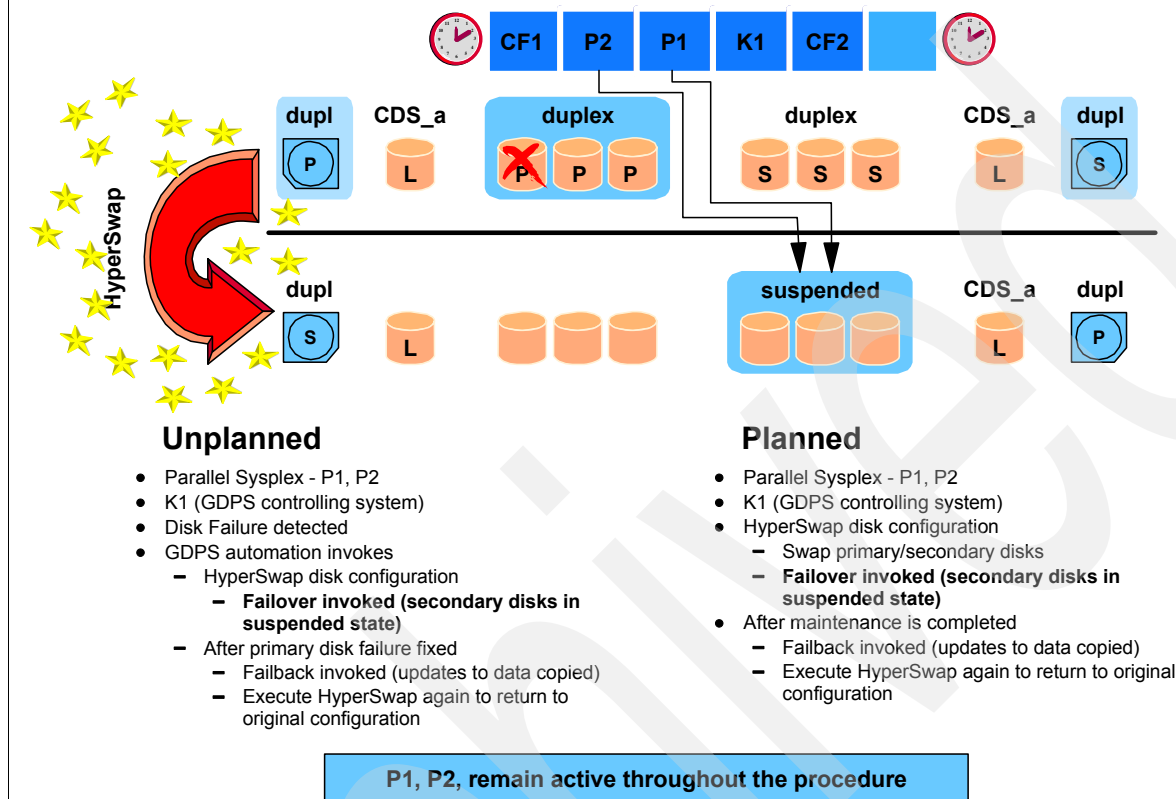 CF1 P2 P1 K1 CF2
dupl CDS_a duplex duplex CDS_a dupl
P L P P P S S S L S
HyperSwap
dupl suspended CDS_a dupl
S L L P
Unplanned
• Parallel Sysplex - P1, P2
• K1 (GDPS controlling system)
• Disk Failure detected
• GDPS automation invokes
– HyperSwap disk configuration
– Failover invoked (secondary disks in
suspended state)
– After primary disk failure fixed
– Failback invoked (updates to data copied)
– Execute HyperSwap again to return to
original configuration
Planned
• Parallel Sysplex - P1, P2
• K1 (GDPS controlling system)
• HyperSwap disk configuration
– Swap primary/secondary disks
– Failover invoked (secondary disks in
suspended state)
• After maintenance is completed
– Failback invoked (updates to data copied)
– Execute HyperSwap again to return to original
configuration
P1, P2, remain active throughout the procedure